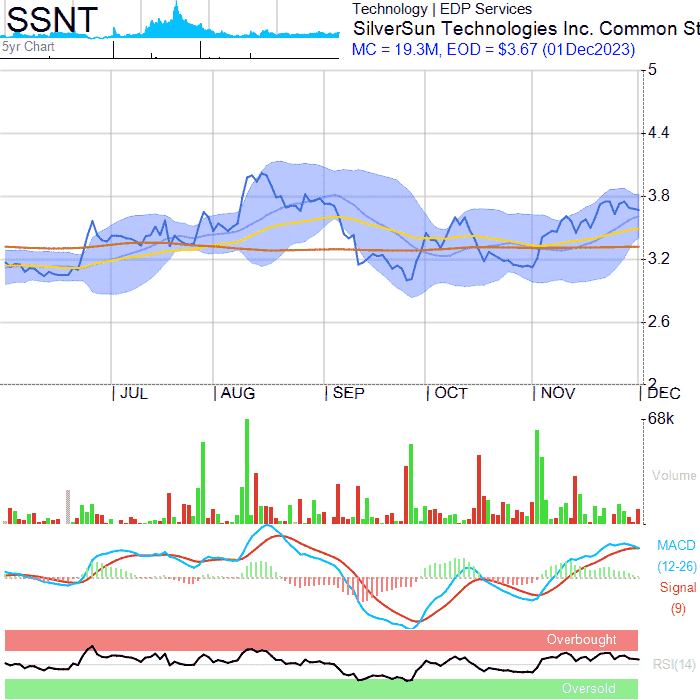 SSNT
5yr Chart
Technology | EDP Services
SilverSun Technologies Inc. Common St
MC = 19.3M, EOD = $3.67 (01Dec2023)
5
4.4
3.8
3.2
2.6
2
JUL
AUG
SEP
OCT
NOV
DEC
68k
Volume
MACD
(12-26)
Signal
(9)
Overbought
RSI(14)
Oversold